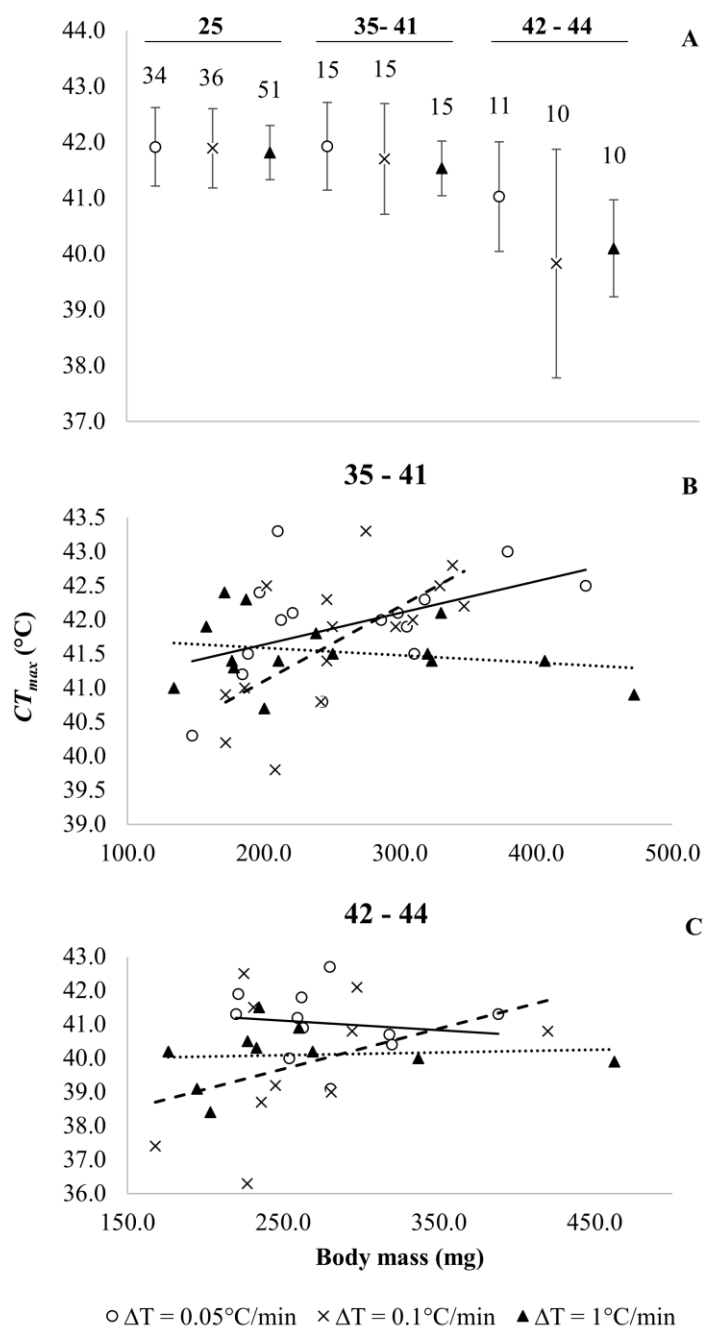 25 35- 41 42 - 44 A
44.0
34 36 51 15 15 15 11 10 10
43.0
42.0
41.0
40.0
39.0
38.0
37.0
35 - 41
B
43.5
43.0
42.5
42.0
41.5
41.0
40.5
40.0
39.5
39.0
CTmax (°C)
100.0 200.0 300.0 400.0 500.0
42 - 44
C
43.0
42.0
41.0
40.0
39.0
38.0
37.0
36.0
150.0 250.0 350.0 450.0
Body mass (mg)
ΔT = 0.05°C/min ΔT = 0.1°C/min ΔT = 1°C/min